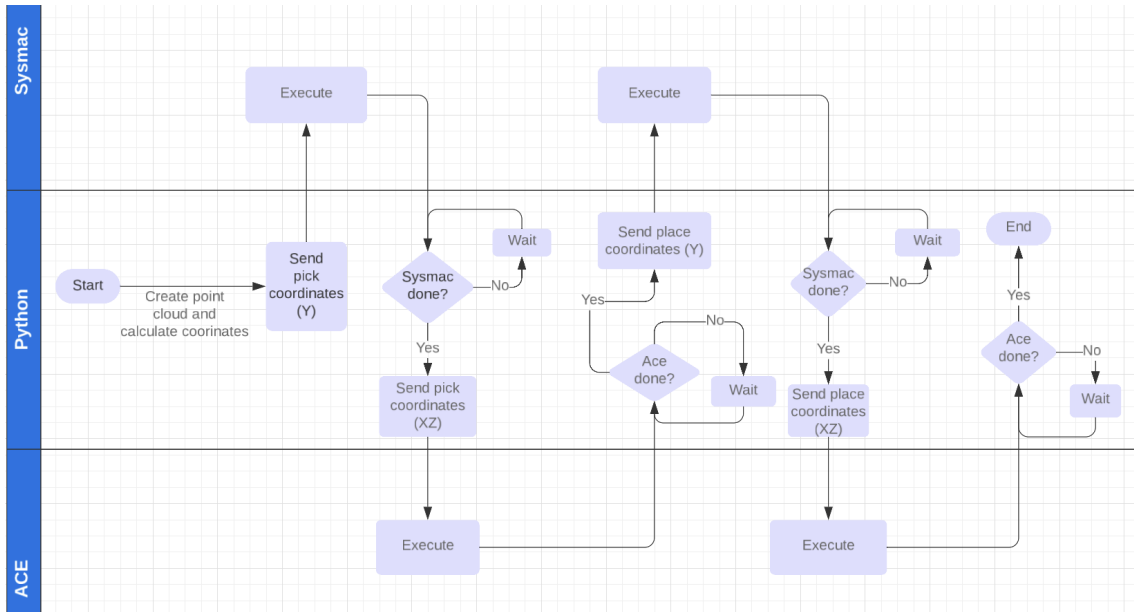 Sysmac
Execute
Execute
Python
Start
Create point
cloud and
calculate coorinates
Send
pick
coordinates
(Y)
Sysmac
done?
No
Wait
Yes
Send pick
coordinates
(XZ)
Send place
coordinates (Y)
Yes
Ace
done?
No
Wait
Sysmac
done?
No
Wait
Yes
Send place
coordinates
(XZ)
End
Yes
Ace
done?
No
Wait
ACE
Execute
Execute